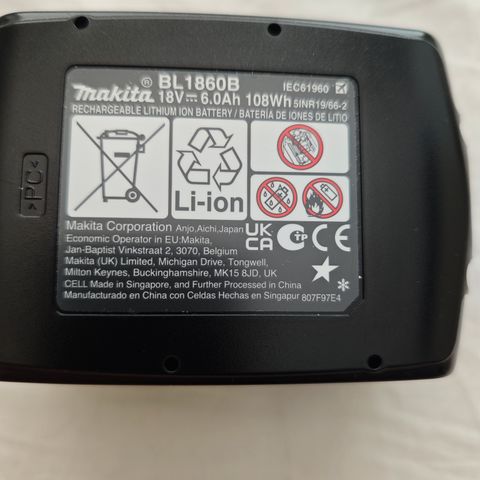 makita® BL1860B IEC61960
18V⎓ 6.0Ah 108Wh 5INR19/66-2
RECHARGEABLE LITHIUM ION BATTERY / BATERÍA DE IONES DE LITIO
>PC<
Li-ion
Makita Corporation Anjo,Aichi,Japan
Economic Operator in EU:Makita,
Jan-Baptist Vinkstraat 2, 3070, Belgium
Makita (UK) Limited, Michigan Drive, Tongwell,
Milton Keynes, Buckinghamshire, MK15 8JD, UK
UK
CA
CTP
CE
CELL Made in Singapore, and Further Processed in China
Manufacturado en China con Celdas Hechas en Singapur 807F97E4